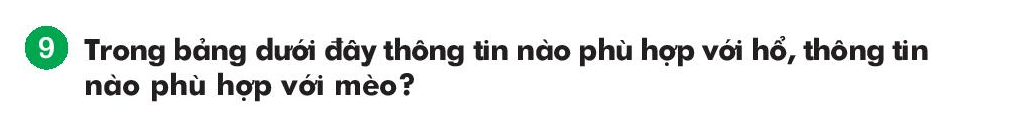 9 Trong bảng dưới đây thông tin nào phù hợp với hổ, thông tin
nào phù hợp với mèo?